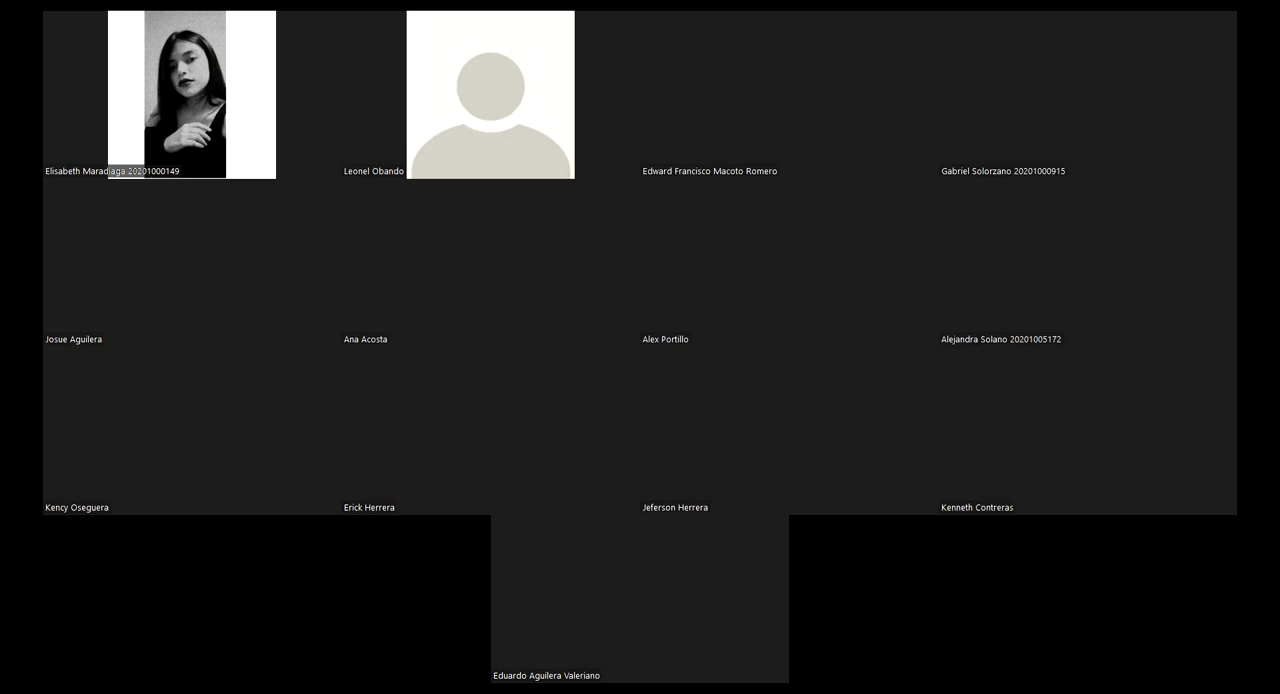 Elisabeth Maradiaga 20201000149
Leonel Obando
Edward Francisco Macoto Romero
Gabriel Solorzano 20201000915
Josue Aguilera
Ana Acosta
Alex Portillo
Alejandra Solano 20201005172
Kency Oseguera
Erick Herrera
Jeferson Herrera
Kenneth Contreras
Eduardo Aguilera Valeriano